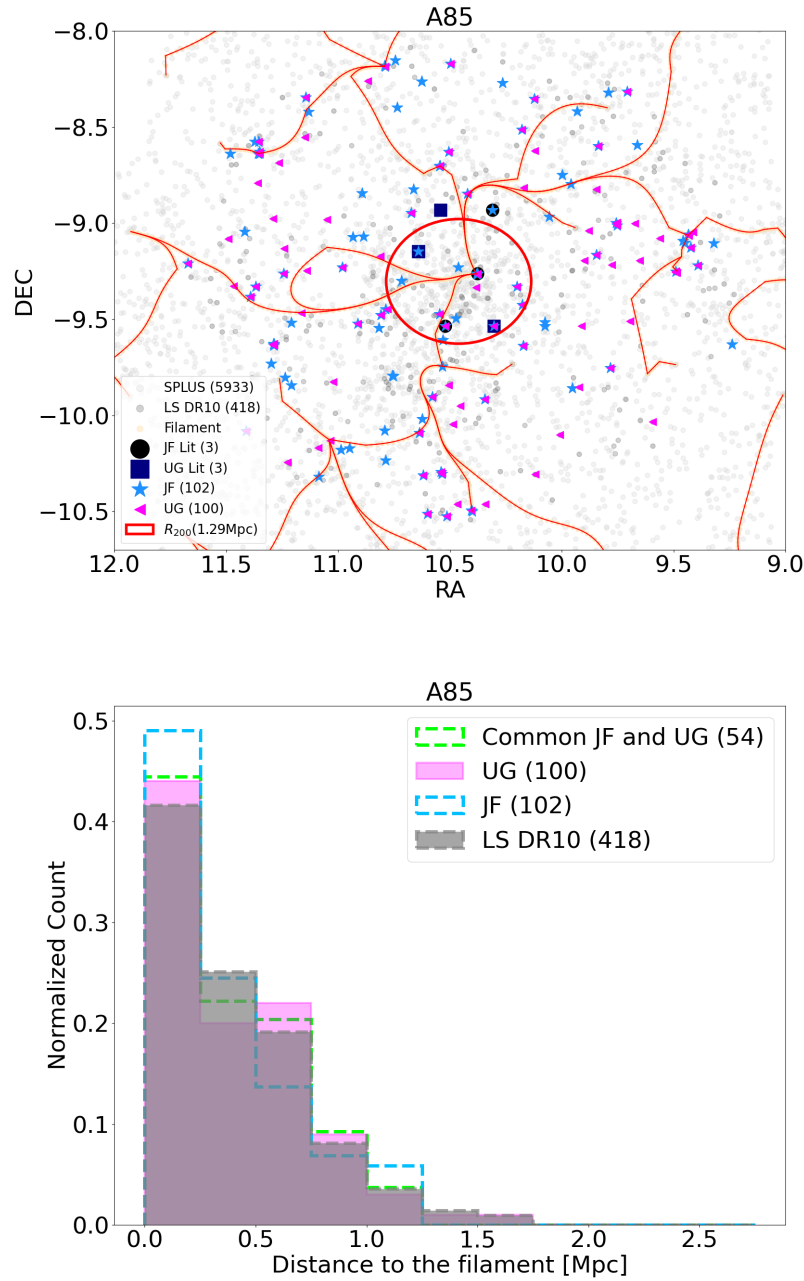 A85
−8.0
−8.5
−9.0
−9.5
−10.0
−10.5
DEC
SPLUS (5933)
LS DR10 (418)
Filament
JF Lit (3)
UG Lit (3)
JF (102)
UG (100)
R200(1.29Mpc)
12.0 11.5 11.0 10.5 10.0 9.5 9.0
RA
A85
0.5
0.4
0.3
0.2
0.1
0.0
Normalized Count
Common JF and UG (54)
UG (100)
JF (102)
LS DR10 (418)
0.0 0.5 1.0 1.5 2.0 2.5
Distance to the filament [Mpc]